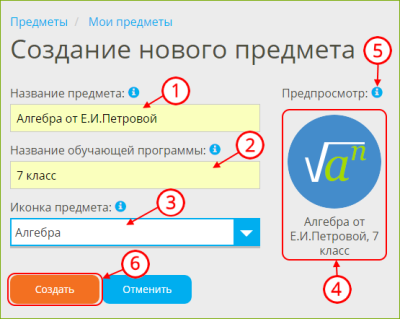 Предметы / Мои предметы
Создание нового предмета
5
Название предмета:
1
Предпросмотр:
Алгебра от Е.И.Петровой
Название обучающей программы:
2
7 класс
√aⁿ
Иконка предмета:
3
Алгебра
Алгебра от
Е.И.Петровой, 7
класс
6
4
Создать
Отменить